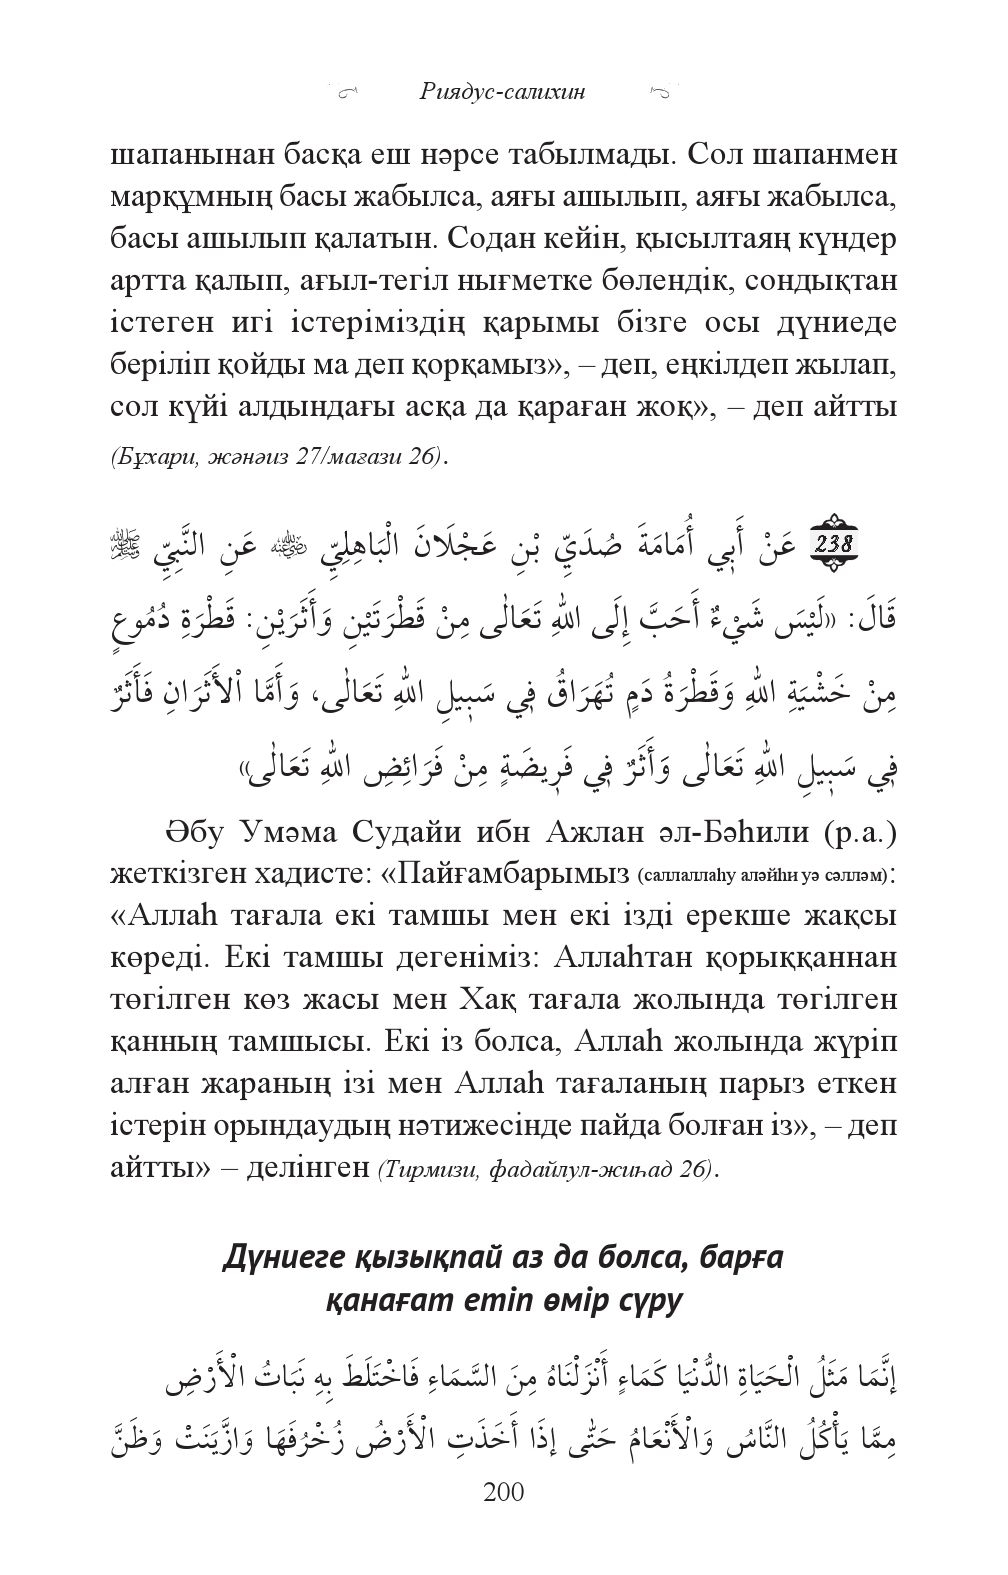 Риядус-салихин
шапанынан басқа еш нәрсе табылмады. Сол шапанмен
марқұмның басы жабылса, аяғы ашылып, аяғы жабылса,
басы ашылып қалатын. Содан кейін, қысылтаяң күндер
артта қалып, ағыл-тегіл нығметке бөлендік, сондықтан
істеген игі істеріміздің қарымы бізге осы дүниеде
беріліп қойды ма деп қорқамыз», – деп, еңкілдеп жылап,
сол күйі алдындағы асқа да қараған жоқ», – деп айтты
(Бұхари, жәнәиз 27/мағази 26).
238 عَنْ أَبِي أُمَامَةَ صُدَيِّ بْنِ عَجْلَانَ الْبَاهِلِيِّ ؓ عَنِ النَّبِيِّ ﷺ
قَالَ: «لَيْسَ شَيْءٌ أَحَبَّ إِلَى اللهِ تَعَالٰى مِنْ قَطْرَتَيْنِ وَأَثَرَيْنِ: قَطْرَةِ دُمُوعٍ
مِنْ خَشْيَةِ اللهِ وَقَطْرَةُ دَمٍ تُهَرَاقُ فِي سَبِيلِ اللهِ تَعَالٰى، وَأَمَّا اْلأَثَرَانِ فَأَثَرٌ
فِي سَبِيلِ اللهِ تَعَالٰى وَأَثَرٌ فِي فَرِيضَةٍ مِنْ فَرَائِضِ اللهِ تَعَالٰى»
Әбу Умәма Судайи ибн Ажлан әл-Бәһили (р.а.)
жеткізген хадисте: «Пайғамбарымыз (саллаллаһу аләйһи уә сәлләм):
«Аллаһ тағала екі тамшы мен екі ізді ерекше жақсы
көреді. Екі тамшы дегеніміз: Аллаһтан қорыққаннан
төгілген көз жасы мен Хақ тағала жолында төгілген
қанның тамшысы. Екі із болса, Аллаһ жолында жүріп
алған жараның ізі мен Аллаһ тағаланың парыз еткен
істерін орындаудың нәтижесінде пайда болған із», – деп
айтты» – делінген (Тирмизи, фадайлул-жиһад 26).
Дүниеге қызықпай аз да болса, барға
қанағат етіп өмір сүру
إِنَّمَا مَثَلُ الْحَيَاةِ الدُّنْيَا كَمَاءٍ أَنْزَلْنَاهُ مِنَ السَّمَاءِ فَاخْتَلَطَ بِهِ نَبَاتُ الْأَرْضِ
مِمَّا يَأْكُلُ النَّاسُ وَالْأَنْعَامُ حَتّٰى إِذَا أَخَذَتِ الْأَرْضُ زُخْرُفَهَا وَازَّيَنَتْ وَظَنَّ
200